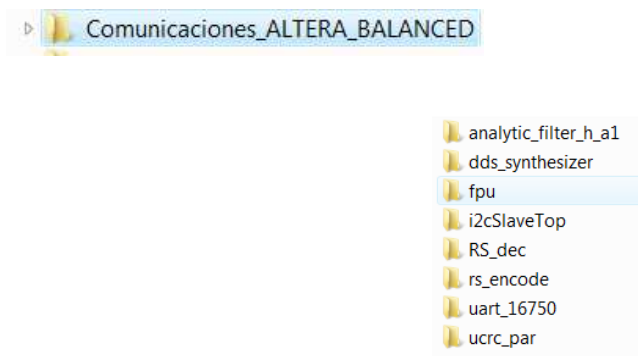 Comunicaciones_ALTERA_BALANCED
analytic_filter_h_a1
dds_synthesizer
fpu
i2cSlaveTop
RS_dec
rs_encode
uart_16750
ucrc_par